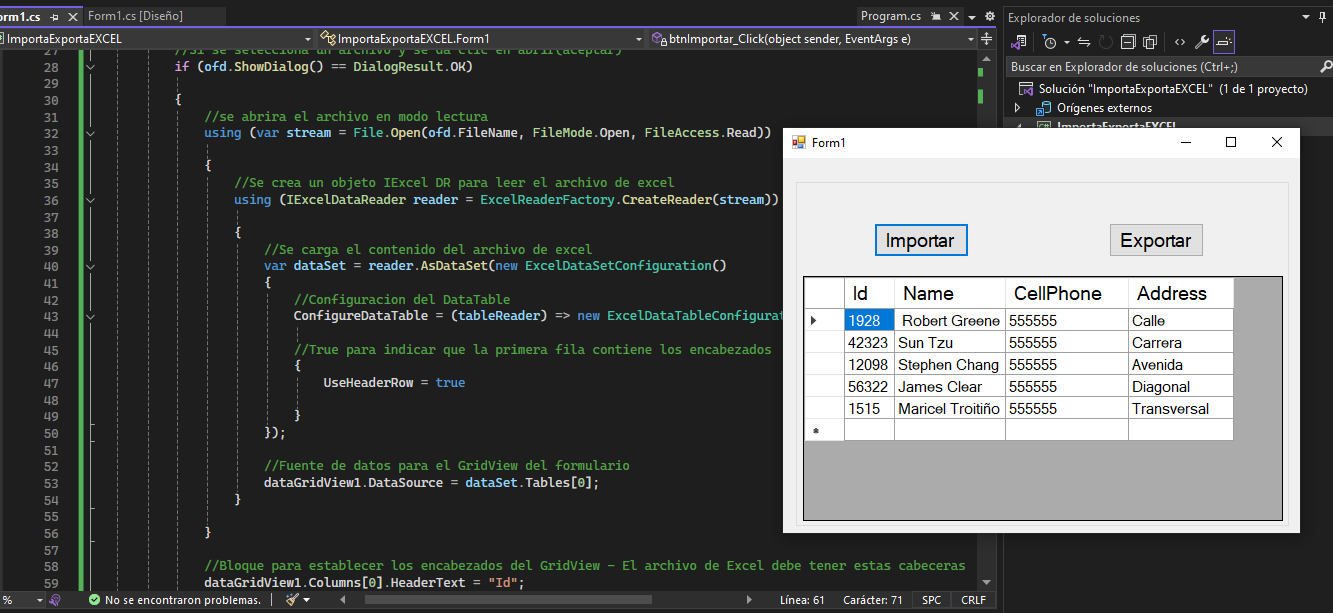 orm1.cs
Form1.cs [Diseño]
Program.cs
ImportaExportaEXCEL
ImportaExportaEXCEL.Form1
btnImportar_Click(object sender, EventArgs e)
27 //Si se selecciona un archivo y se da clic en abrir(aceptar)
28 if (ofd.ShowDialog() == DialogResult.OK)
29
30 {
31 //se abrira el archivo en modo lectura
32 using (var stream = File.Open(ofd.FileName, FileMode.Open, FileAccess.Read))
33
34 {
35 //Se crea un objeto IExcel DR para leer el archivo de excel
36 using (IExcelDataReader reader = ExcelReaderFactory.CreateReader(stream))
37
38 {
39 //Se carga el contenido del archivo de excel
40 var dataSet = reader.AsDataSet(new ExcelDataSetConfiguration()
41 {
42 //Configuracion del DataTable
43 ConfigureDataTable = (tableReader) => new ExcelDataTableConfigurat
44
45 //True para indicar que la primera fila contiene los encabezados
46 {
47 UseHeaderRow = true
48
49 }
50 });
51
52 //Fuente de datos para el GridView del formulario
53 dataGridView1.DataSource = dataSet.Tables[0];
54 }
55
56 }
57
58 //Bloque para establecer los encabezados del GridView - El archivo de Excel debe tener estas cabeceras
59 dataGridView1.Columns[0].HeaderText = "Id";
%
No se encontraron problemas.
Línea: 61
Carácter: 71
SPC
CRLF
Explorador de soluciones
Buscar en Explorador de soluciones (Ctrl+;)
Solución "ImportaExportaEXCEL" (1 de 1 proyecto)
Orígenes externos
ImportaExportaEXCEL
Form1
Importar
Exportar
Id Name CellPhone Address
1928 Robert Greene 555555 Calle
42323 Sun Tzu 555555 Carrera
12098 Stephen Chang 555555 Avenida
56322 James Clear 555555 Diagonal
1515 Maricel Troitiño 555555 Transversal